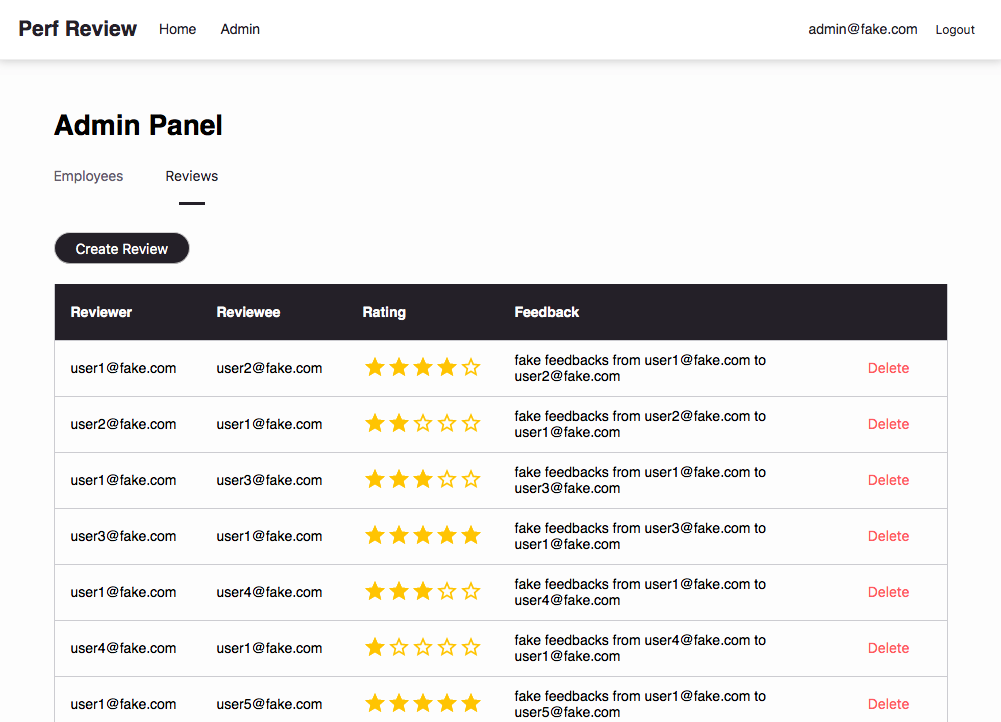 Perf Review Home Admin admin@fake.com Logout
Admin Panel
Employees Reviews
Create Review
Reviewer Reviewee Rating Feedback
user1@fake.com user2@fake.com fake feedbacks from user1@fake.com to Delete
user2@fake.com
user2@fake.com user1@fake.com fake feedbacks from user2@fake.com to Delete
user1@fake.com
user1@fake.com user3@fake.com fake feedbacks from user1@fake.com to Delete
user3@fake.com
user3@fake.com user1@fake.com fake feedbacks from user3@fake.com to Delete
user1@fake.com
user1@fake.com user4@fake.com fake feedbacks from user1@fake.com to Delete
user4@fake.com
user4@fake.com user1@fake.com fake feedbacks from user4@fake.com to Delete
user1@fake.com
user1@fake.com user5@fake.com fake feedbacks from user1@fake.com to Delete
user5@fake.com